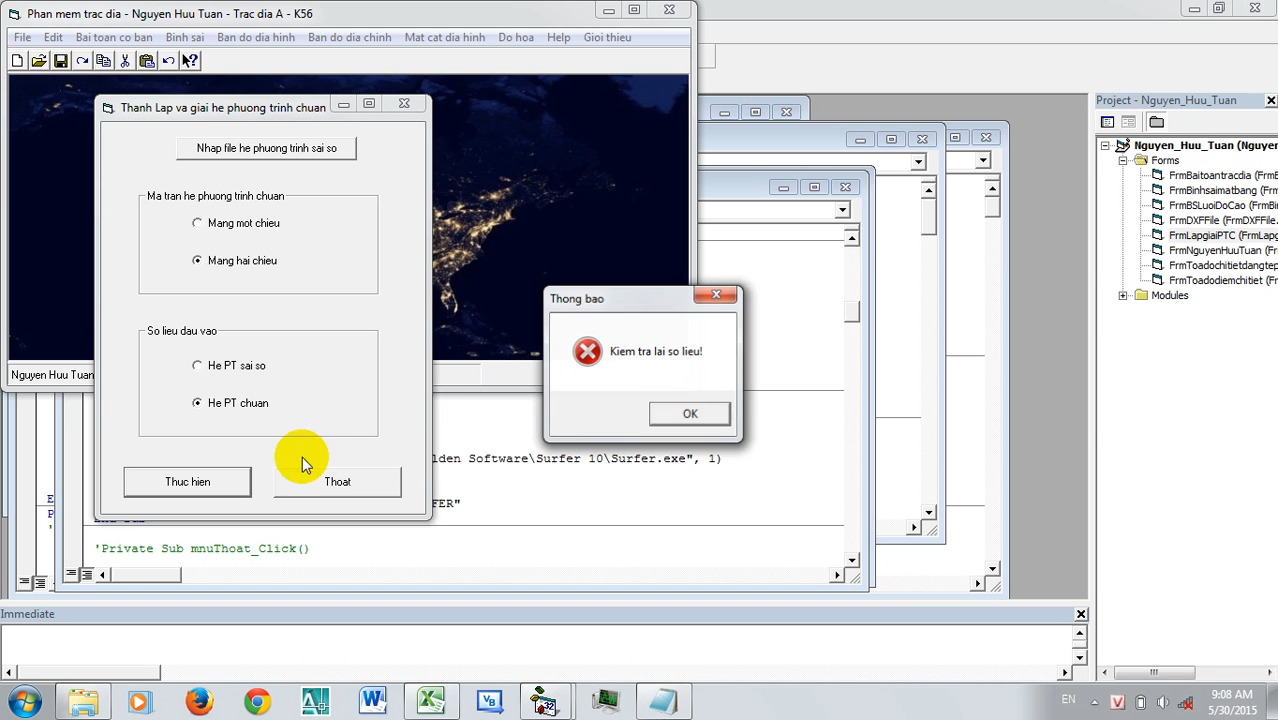 Phan mem trac dia - Nguyen Huu Tuan - Trac dia A - K56
File Edit Bai toan co ban Binh sai Ban do dia hinh Ban do dia chinh Mat cat dia hinh Do hoa Help Gioi thieu
Thanh Lap va giai he phuong trinh chuan
Nhap file he phuong trinh sai so
Ma tran he phuong trinh chuan
Mang mot chieu
Mang hai chieu
So lieu dau vao
He PT sai so
He PT chuan
Thuc hien
Thoat
Nguyen Huu Tuan
Thong bao
Kiem tra lai so lieu!
OK
Project - Nguyen_Huu_Tuan
Nguyen_Huu_Tuan (Nguyer
Forms
FrmBaitoantracdia (FrmB
FrmBinhsaimatbang (Frm
FrmBSLuoiDoCao (FrmB
FrmDXFFile (FrmDXFFile.
FrmLapgiaiPTC (FrmLapg
FrmNguyenHuuTuan (Fr
FrmToadochitietdangtep
FrmToadodiemchitiet (Fr
Modules
lden Software\Surfer 10\Surfer.exe", 1)
FER"
E
P
'
'Private Sub mnuThoat_Click()
Immediate
EN
9:08 AM
5/30/2015